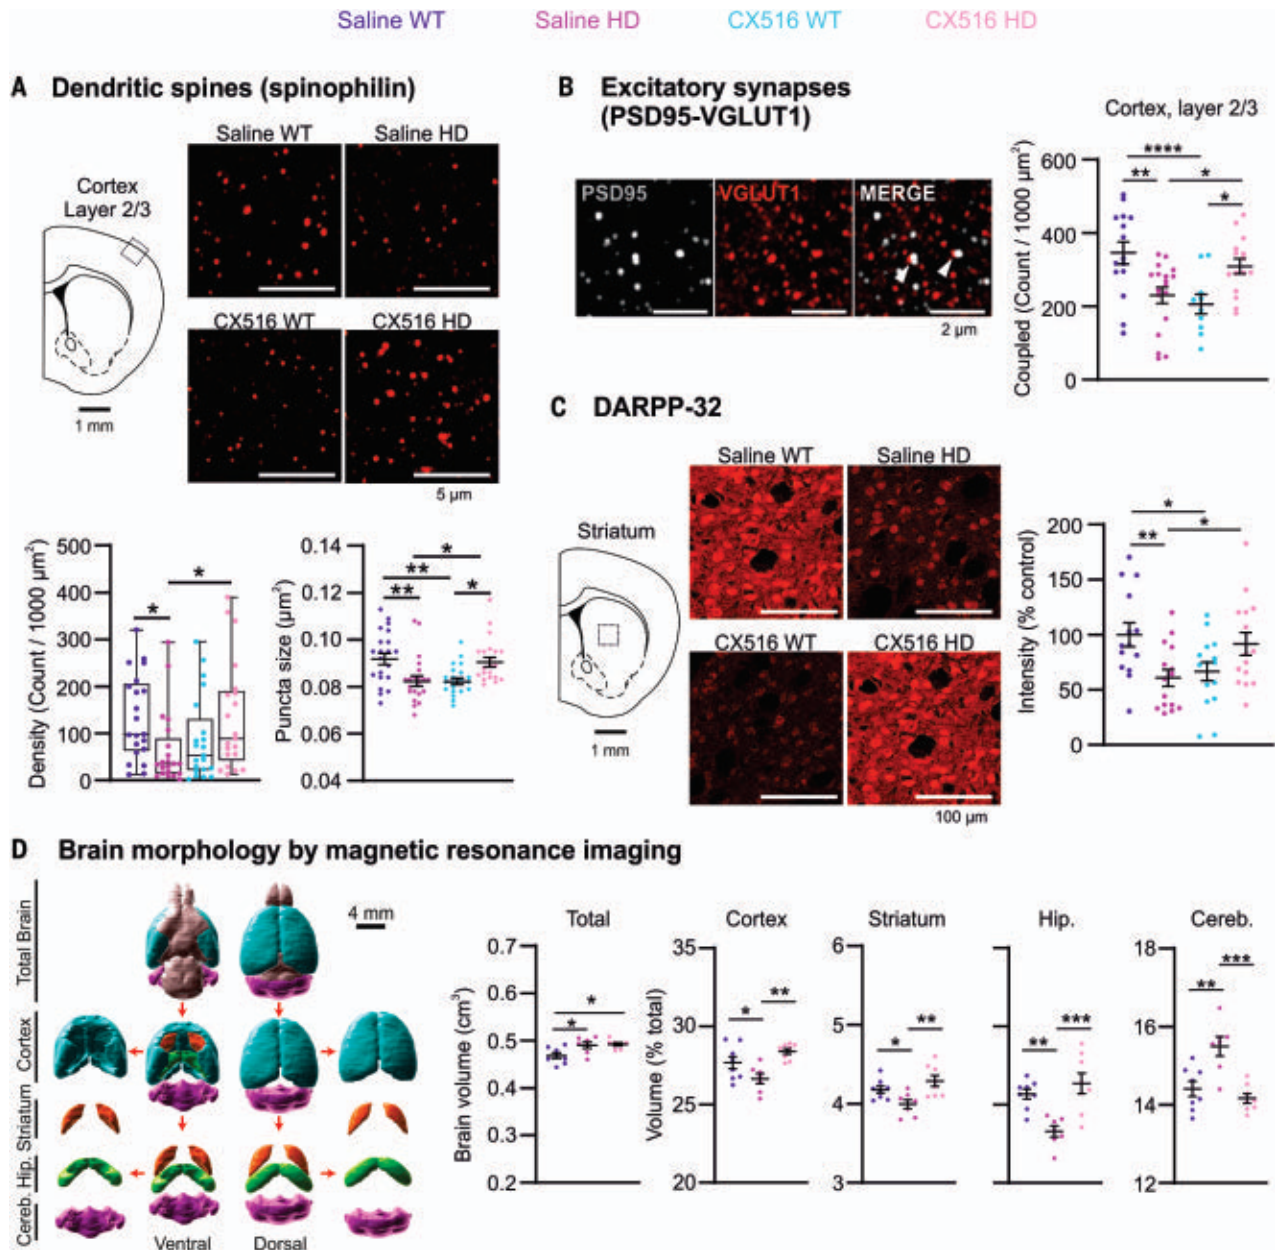 Saline WT Saline HD CX516 WT CX516 HD
A Dendritic spines (spinophilin)
Saline WT Saline HD
Cortex
Layer 2/3
1 mm
CX516 WT CX516 HD
5 µm
Density (Count / 1000 µm²)
500
400
300
200
100
0
*
*
Puncta size (µm²)
0.14
0.12
0.10
0.08
0.06
0.04
*
**
**
*
B Excitatory synapses
(PSD95-VGLUT1)
PSD95 VGLUT1 MERGE
2 µm
Cortex, layer 2/3
Coupled (Count / 1000 µm²)
600
400
200
0
****
**
*
*
C DARPP-32
Saline WT Saline HD
Striatum
1 mm
CX516 WT CX516 HD
100 µm
Intensity (% control)
200
150
100
50
0
*
**
*
D Brain morphology by magnetic resonance imaging
Total Brain
Cortex
Striatum
Hip.
Cereb.
4 mm
Ventral Dorsal
Total
Brain volume (cm³)
0.7
0.6
0.5
0.4
0.3
0.2
*
*
Cortex
Volume (% total)
35
30
25
20
*
**
Striatum
6
5
4
3
*
**
Hip.
**
***
Cereb.
18
16
14
12
**
***